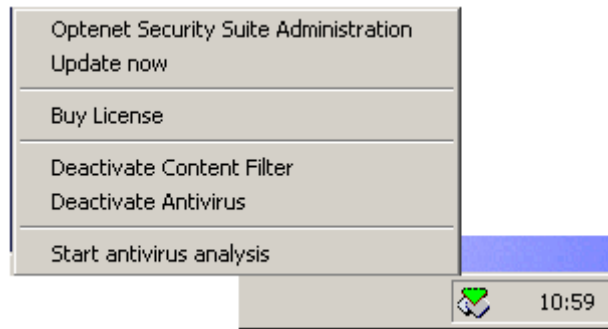 Optenet Security Suite Administration
Update now
Buy License
Deactivate Content Filter
Deactivate Antivirus
Start antivirus analysis
10:59